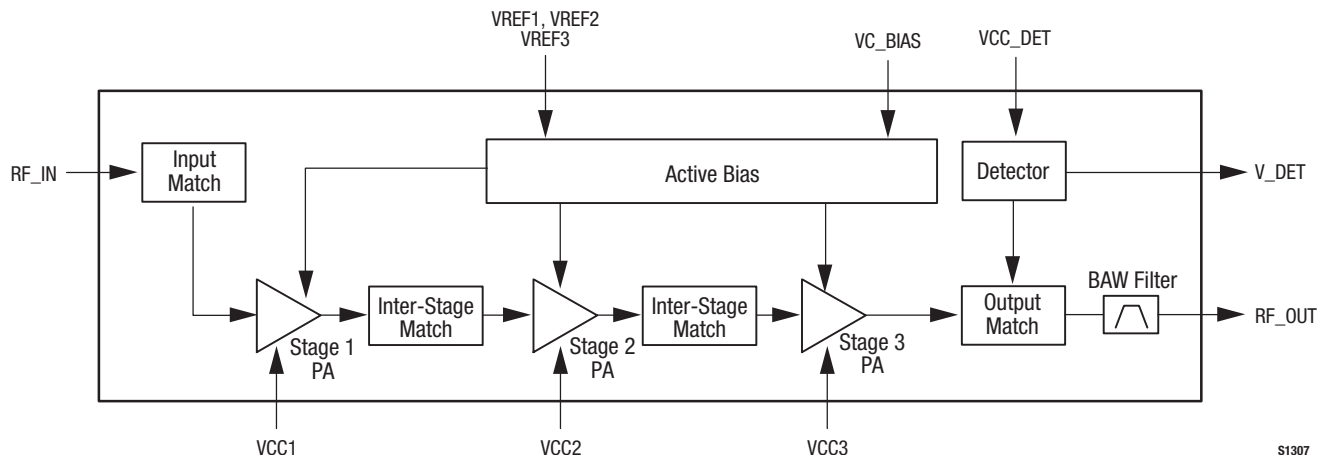 VREF1, VREF2
VREF3
VC_BIAS
VCC_DET
RF_IN
Input
Match
Active Bias
Detector
V_DET
BAW Filter
Inter-Stage
Match
Inter-Stage
Match
Output
Match
RF_OUT
Stage 1
PA
Stage 2
PA
Stage 3
PA
VCC1
VCC2
VCC3
S1307